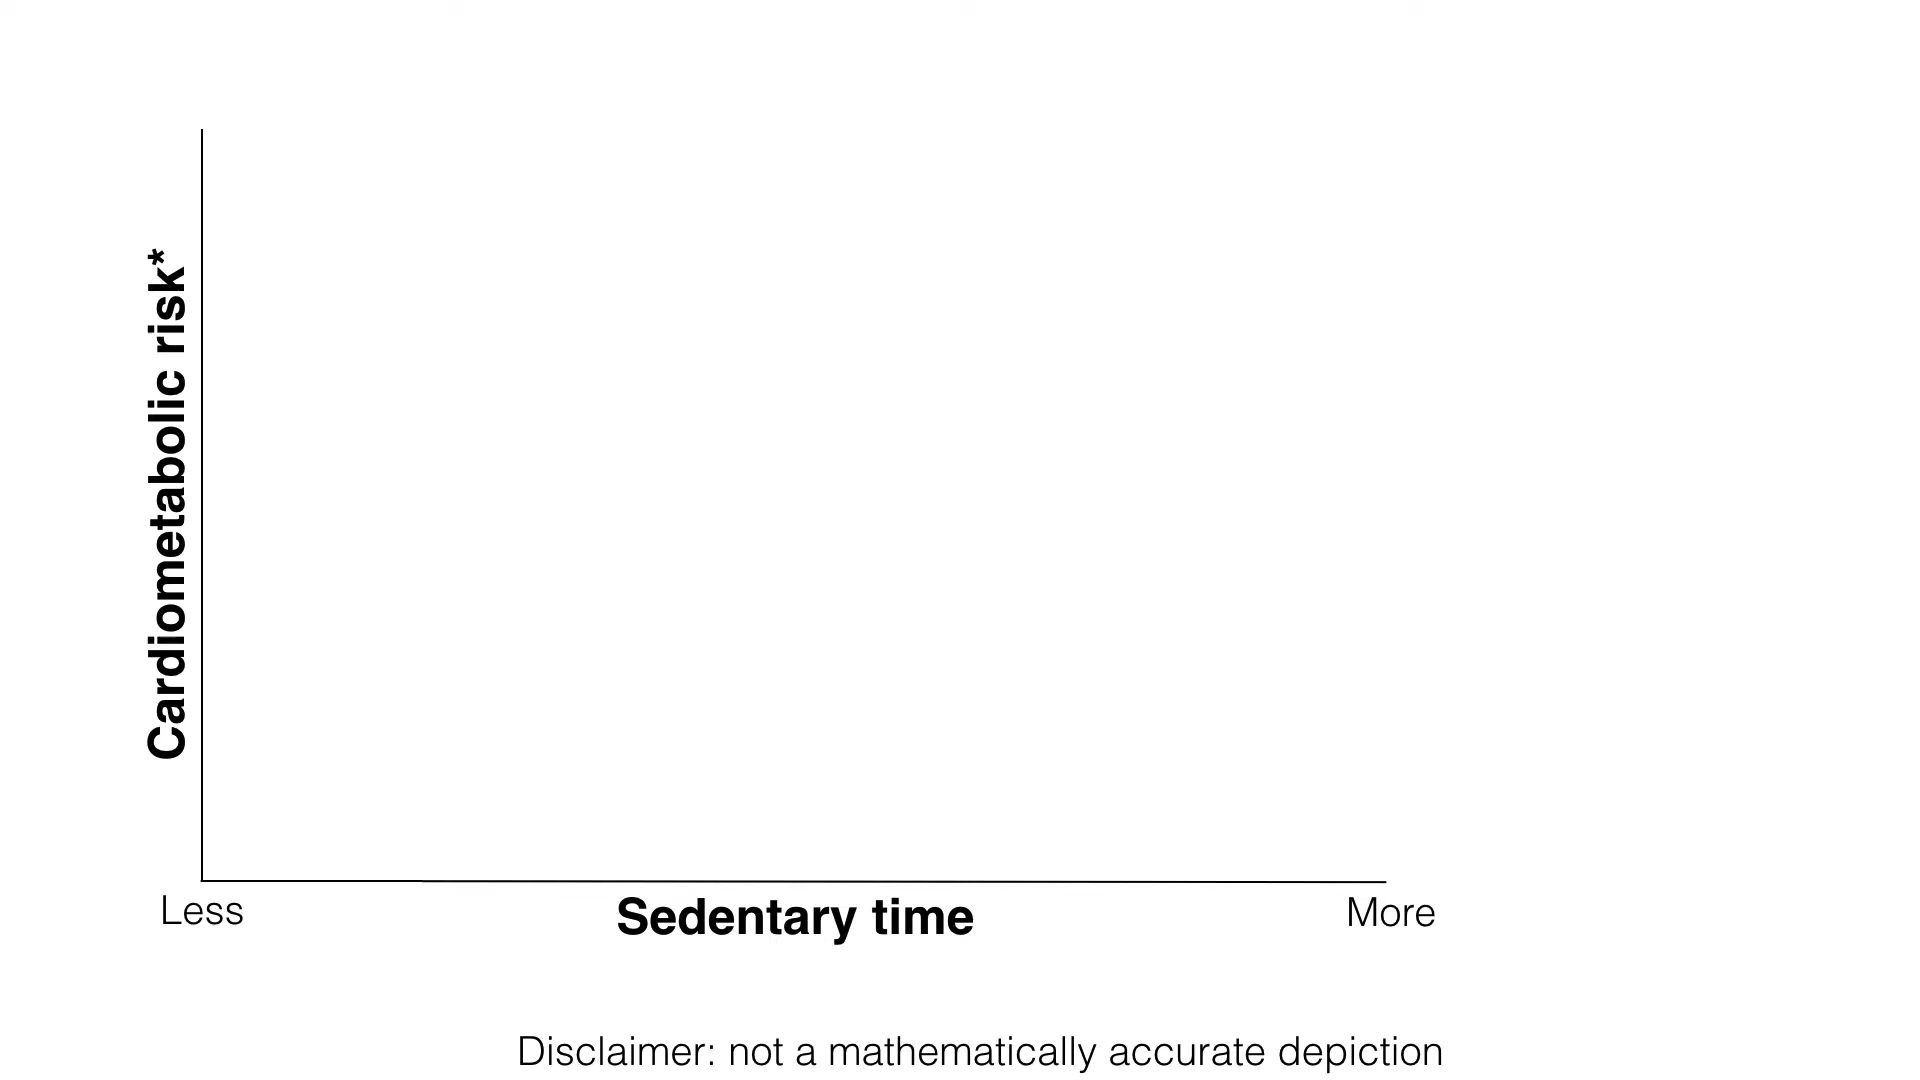 Cardiometabolic risk*
Less
Sedentary time
More
Disclaimer: not a mathematically accurate depiction